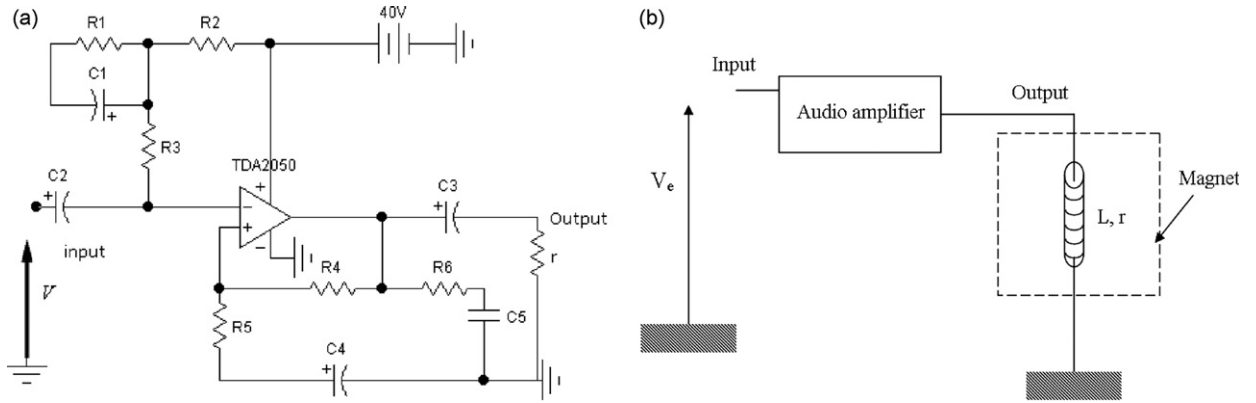 (a)
R1
R2
40V
C1
+
R3
TDA2050
C2
+
+
−
+
−
C3
+
Output
input
r
R4
R6
V
R5
C5
C4
+
(b)
Input
Audio amplifier
Output
Vₑ
Magnet
L, r